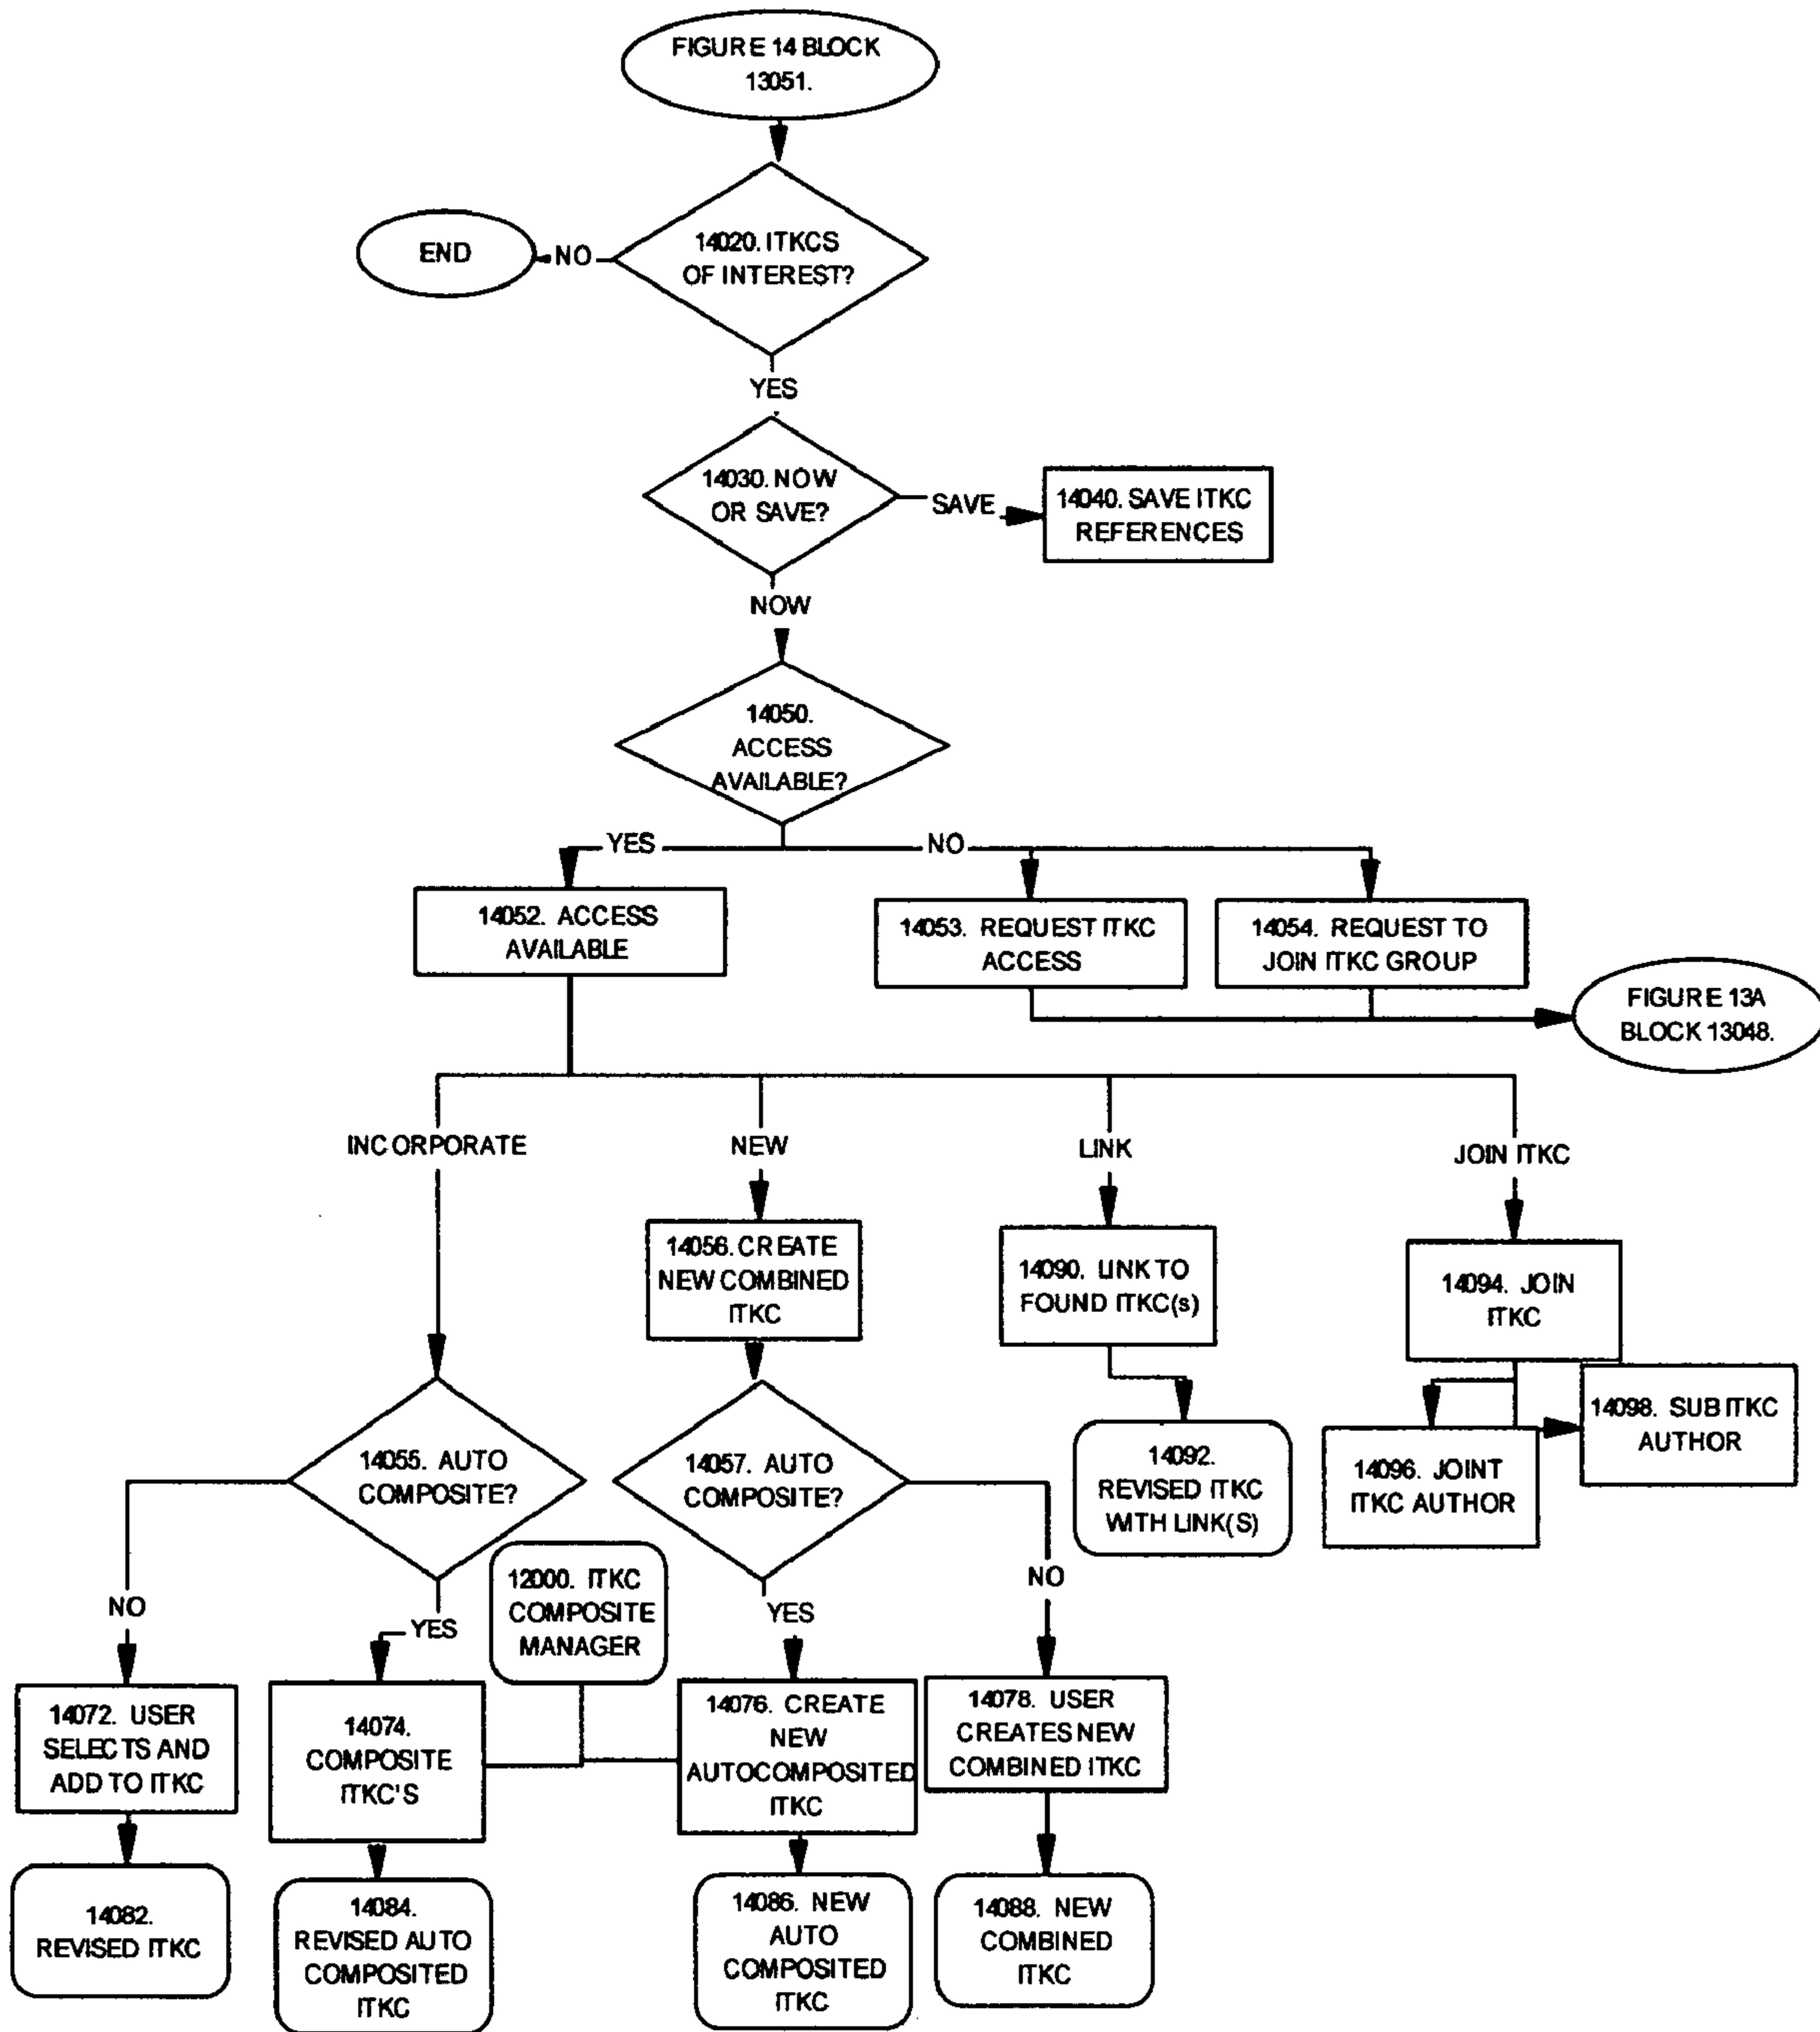 FIGURE 14 BLOCK
13051.
14020. ITKCS
OF INTEREST?
END
NO
YES
14030. NOW
OR SAVE?
SAVE
14040. SAVE ITKC
REFERENCES
NOW
14050.
ACCESS
AVAILABLE?
YES
NO
14052. ACCESS
AVAILABLE
14053. REQUEST ITKC
ACCESS
14054. REQUEST TO
JOIN ITKC GROUP
FIGURE 13A
BLOCK 13048.
INCORPORATE
NEW
LINK
JOIN ITKC
14056. CREATE
NEW COMBINED
ITKC
14090. LINK TO
FOUND ITKC(s)
14094. JOIN
ITKC
14055. AUTO
COMPOSITE?
14057. AUTO
COMPOSITE?
14092.
REVISED ITKC
WITH LINK(S)
14096. JOINT
ITKC AUTHOR
14098. SUB ITKC
AUTHOR
NO
YES
12000. ITKC
COMPOSITE
MANAGER
YES
NO
14072. USER
SELECTS AND
ADD TO ITKC
14074.
COMPOSITE
ITKC'S
14076. CREATE
NEW
AUTOCOMPOSITED
ITKC
14078. USER
CREATES NEW
COMBINED ITKC
14082.
REVISED ITKC
14084.
REVISED AUTO
COMPOSITED
ITKC
14086. NEW
AUTO
COMPOSITED
ITKC
14088. NEW
COMBINED
ITKC